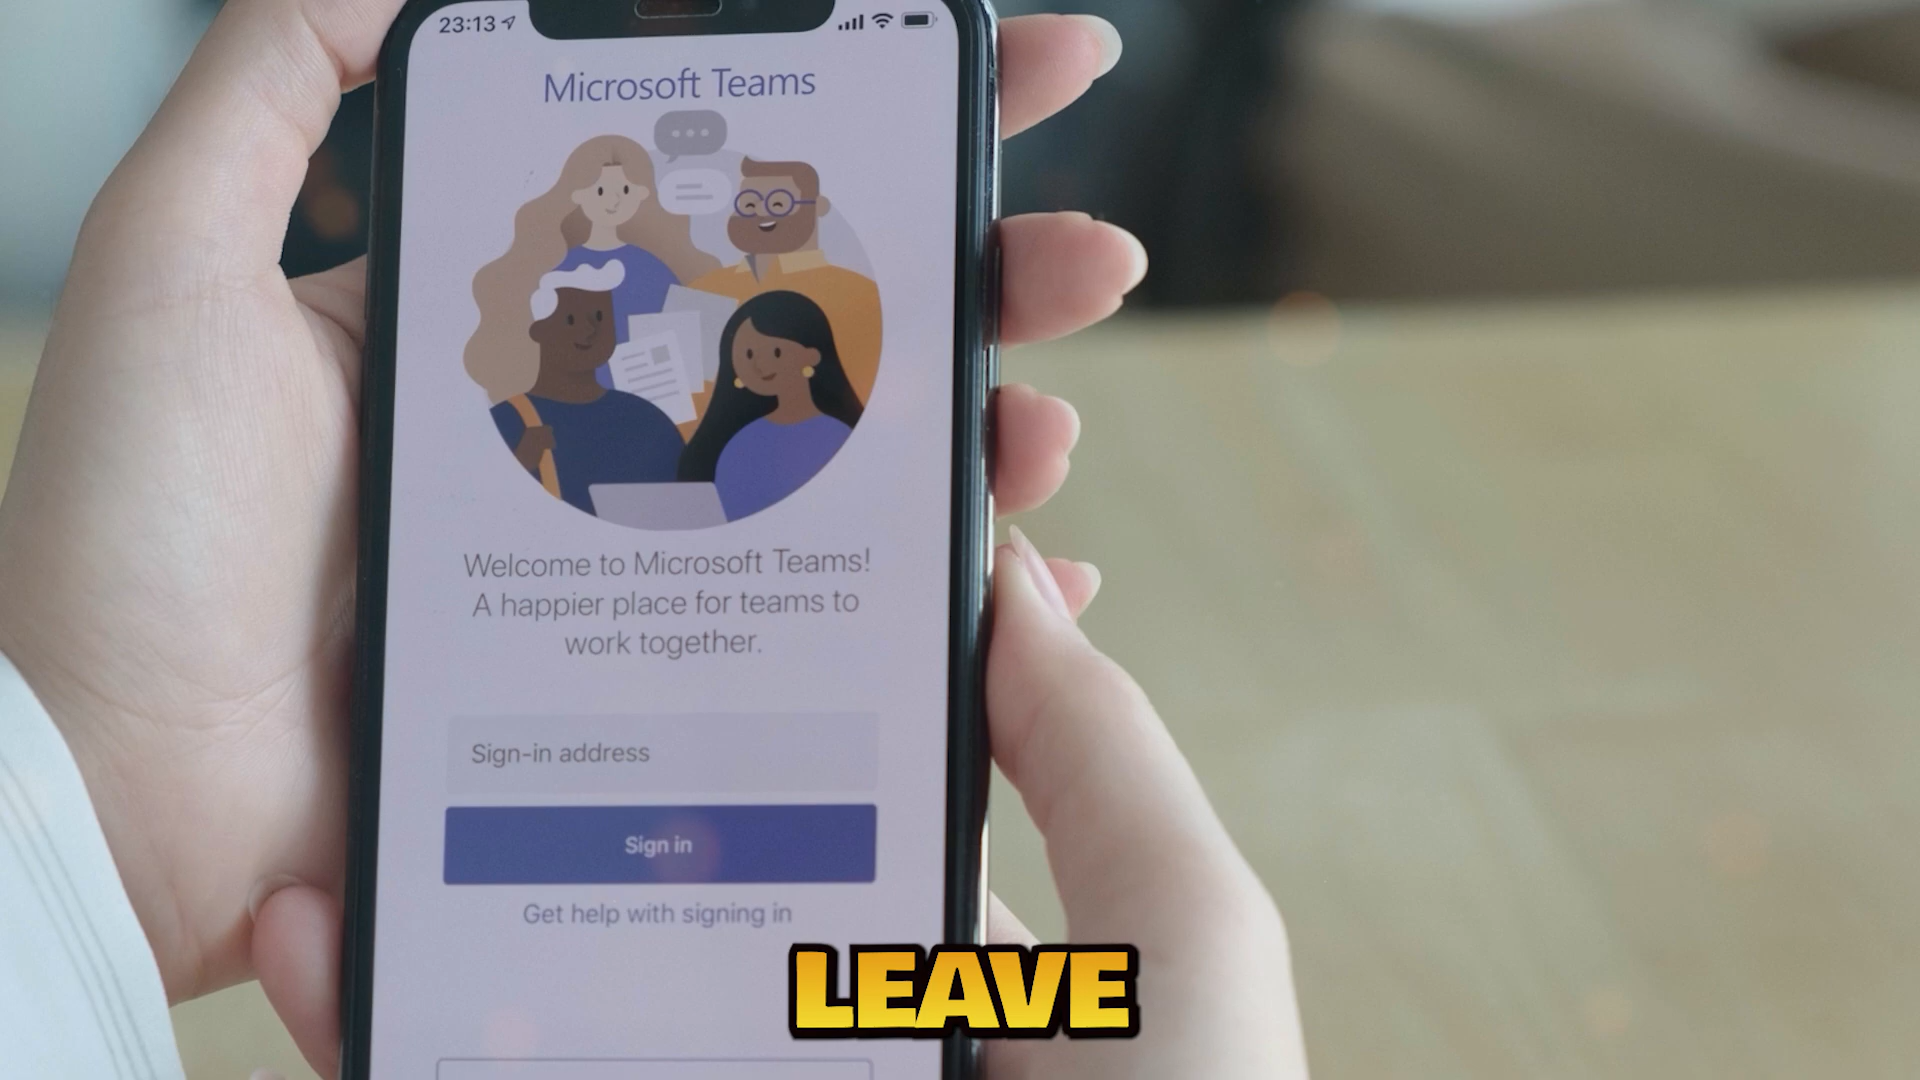 23:13
Microsoft Teams
Welcome to Microsoft Teams!
A happier place for teams to
work together.
Sign-in address
Sign in
Get help with signing in
LEAVE